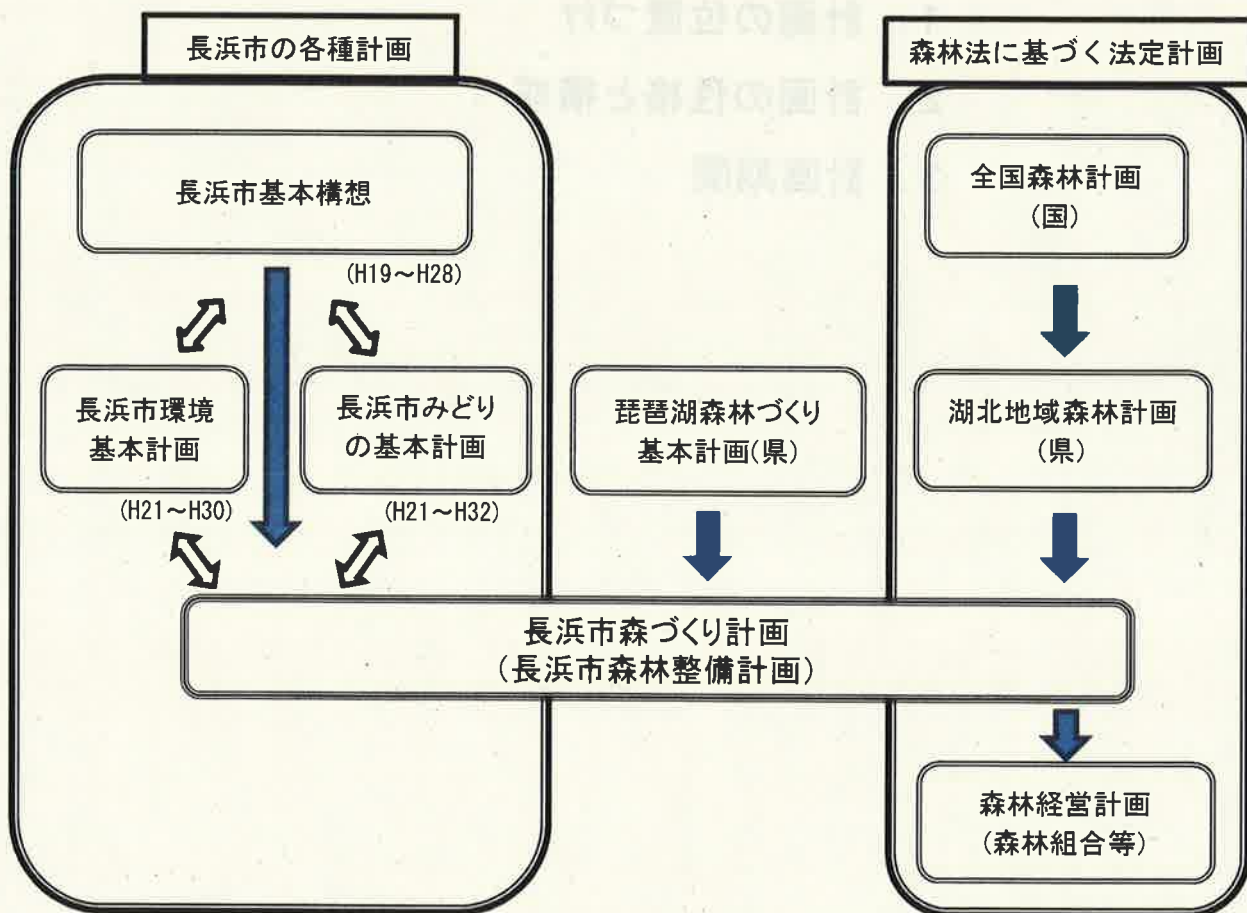 長浜市の各種計画
長浜市基本構想
(H19～H28)
長浜市環境
基本計画
(H21～H30)
長浜市みどり
の基本計画
(H21～H32)
琵琶湖森林づくり
基本計画(県)
森林法に基づく法定計画
全国森林計画
(国)
湖北地域森林計画
(県)
長浜市森づくり計画
(長浜市森林整備計画)
森林経営計画
(森林組合等)